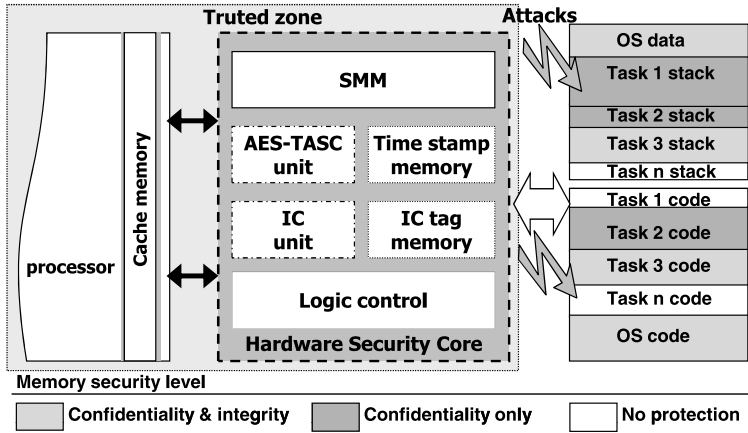 Truted zone
Attacks
processor
Cache memory
SMM
AES-TASC
unit
Time stamp
memory
IC
unit
IC tag
memory
Logic control
Hardware Security Core
OS data
Task 1 stack
Task 2 stack
Task 3 stack
Task n stack
Task 1 code
Task 2 code
Task 3 code
Task n code
OS code
Memory security level
Confidentiality & integrity
Confidentiality only
No protection